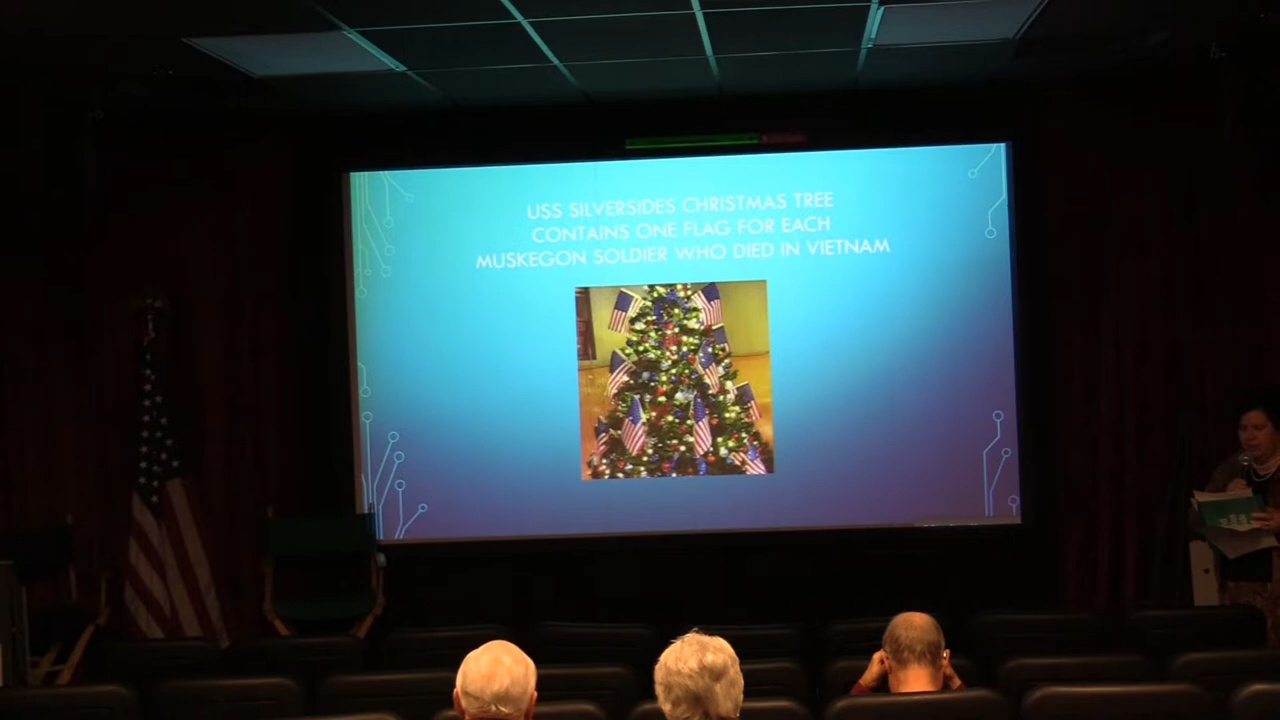 USS SILVERSIDES CHRISTMAS TREE
CONTAINS ONE FLAG FOR EACH
MUSKEGON SOLDIER WHO DIED IN VIETNAM